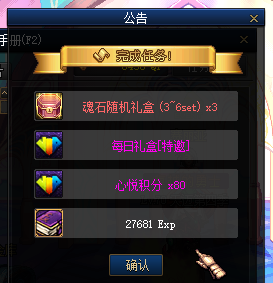 公告
手册(F2)
完成任务!
魂石随机礼盒 (3~6set) x3
每日礼盒[特邀]
心悦积分 x80
27681 Exp
确认